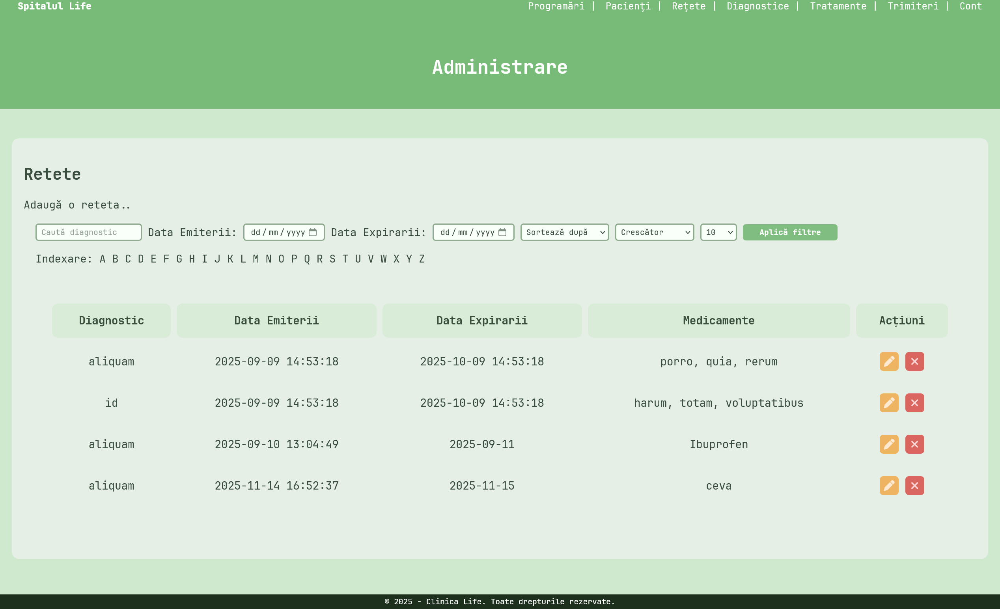 Spitalul Life Programări | Pacienți | Rețete | Diagnostice | Tratamente | Trimiteri | Cont
Administrare
Retete
Adaugă o reteta..
Caută diagnostic Data Emiterii: dd/mm/yyyy Data Expirarii: dd/mm/yyyy Sortează după Crescător 10 Aplică filtre
Indexare: A B C D E F G H I J K L M N O P Q R S T U V W X Y Z
Diagnostic Data Emiterii Data Expirarii Medicamente Acțiuni
aliquam 2025-09-09 14:53:18 2025-10-09 14:53:18 porro, quia, rerum
id 2025-09-09 14:53:18 2025-10-09 14:53:18 harum, totam, voluptatibus
aliquam 2025-09-10 13:04:49 2025-09-11 Ibuprofen
aliquam 2025-11-14 16:52:37 2025-11-15 ceva
© 2025 - Clinica Life. Toate drepturile rezervate.